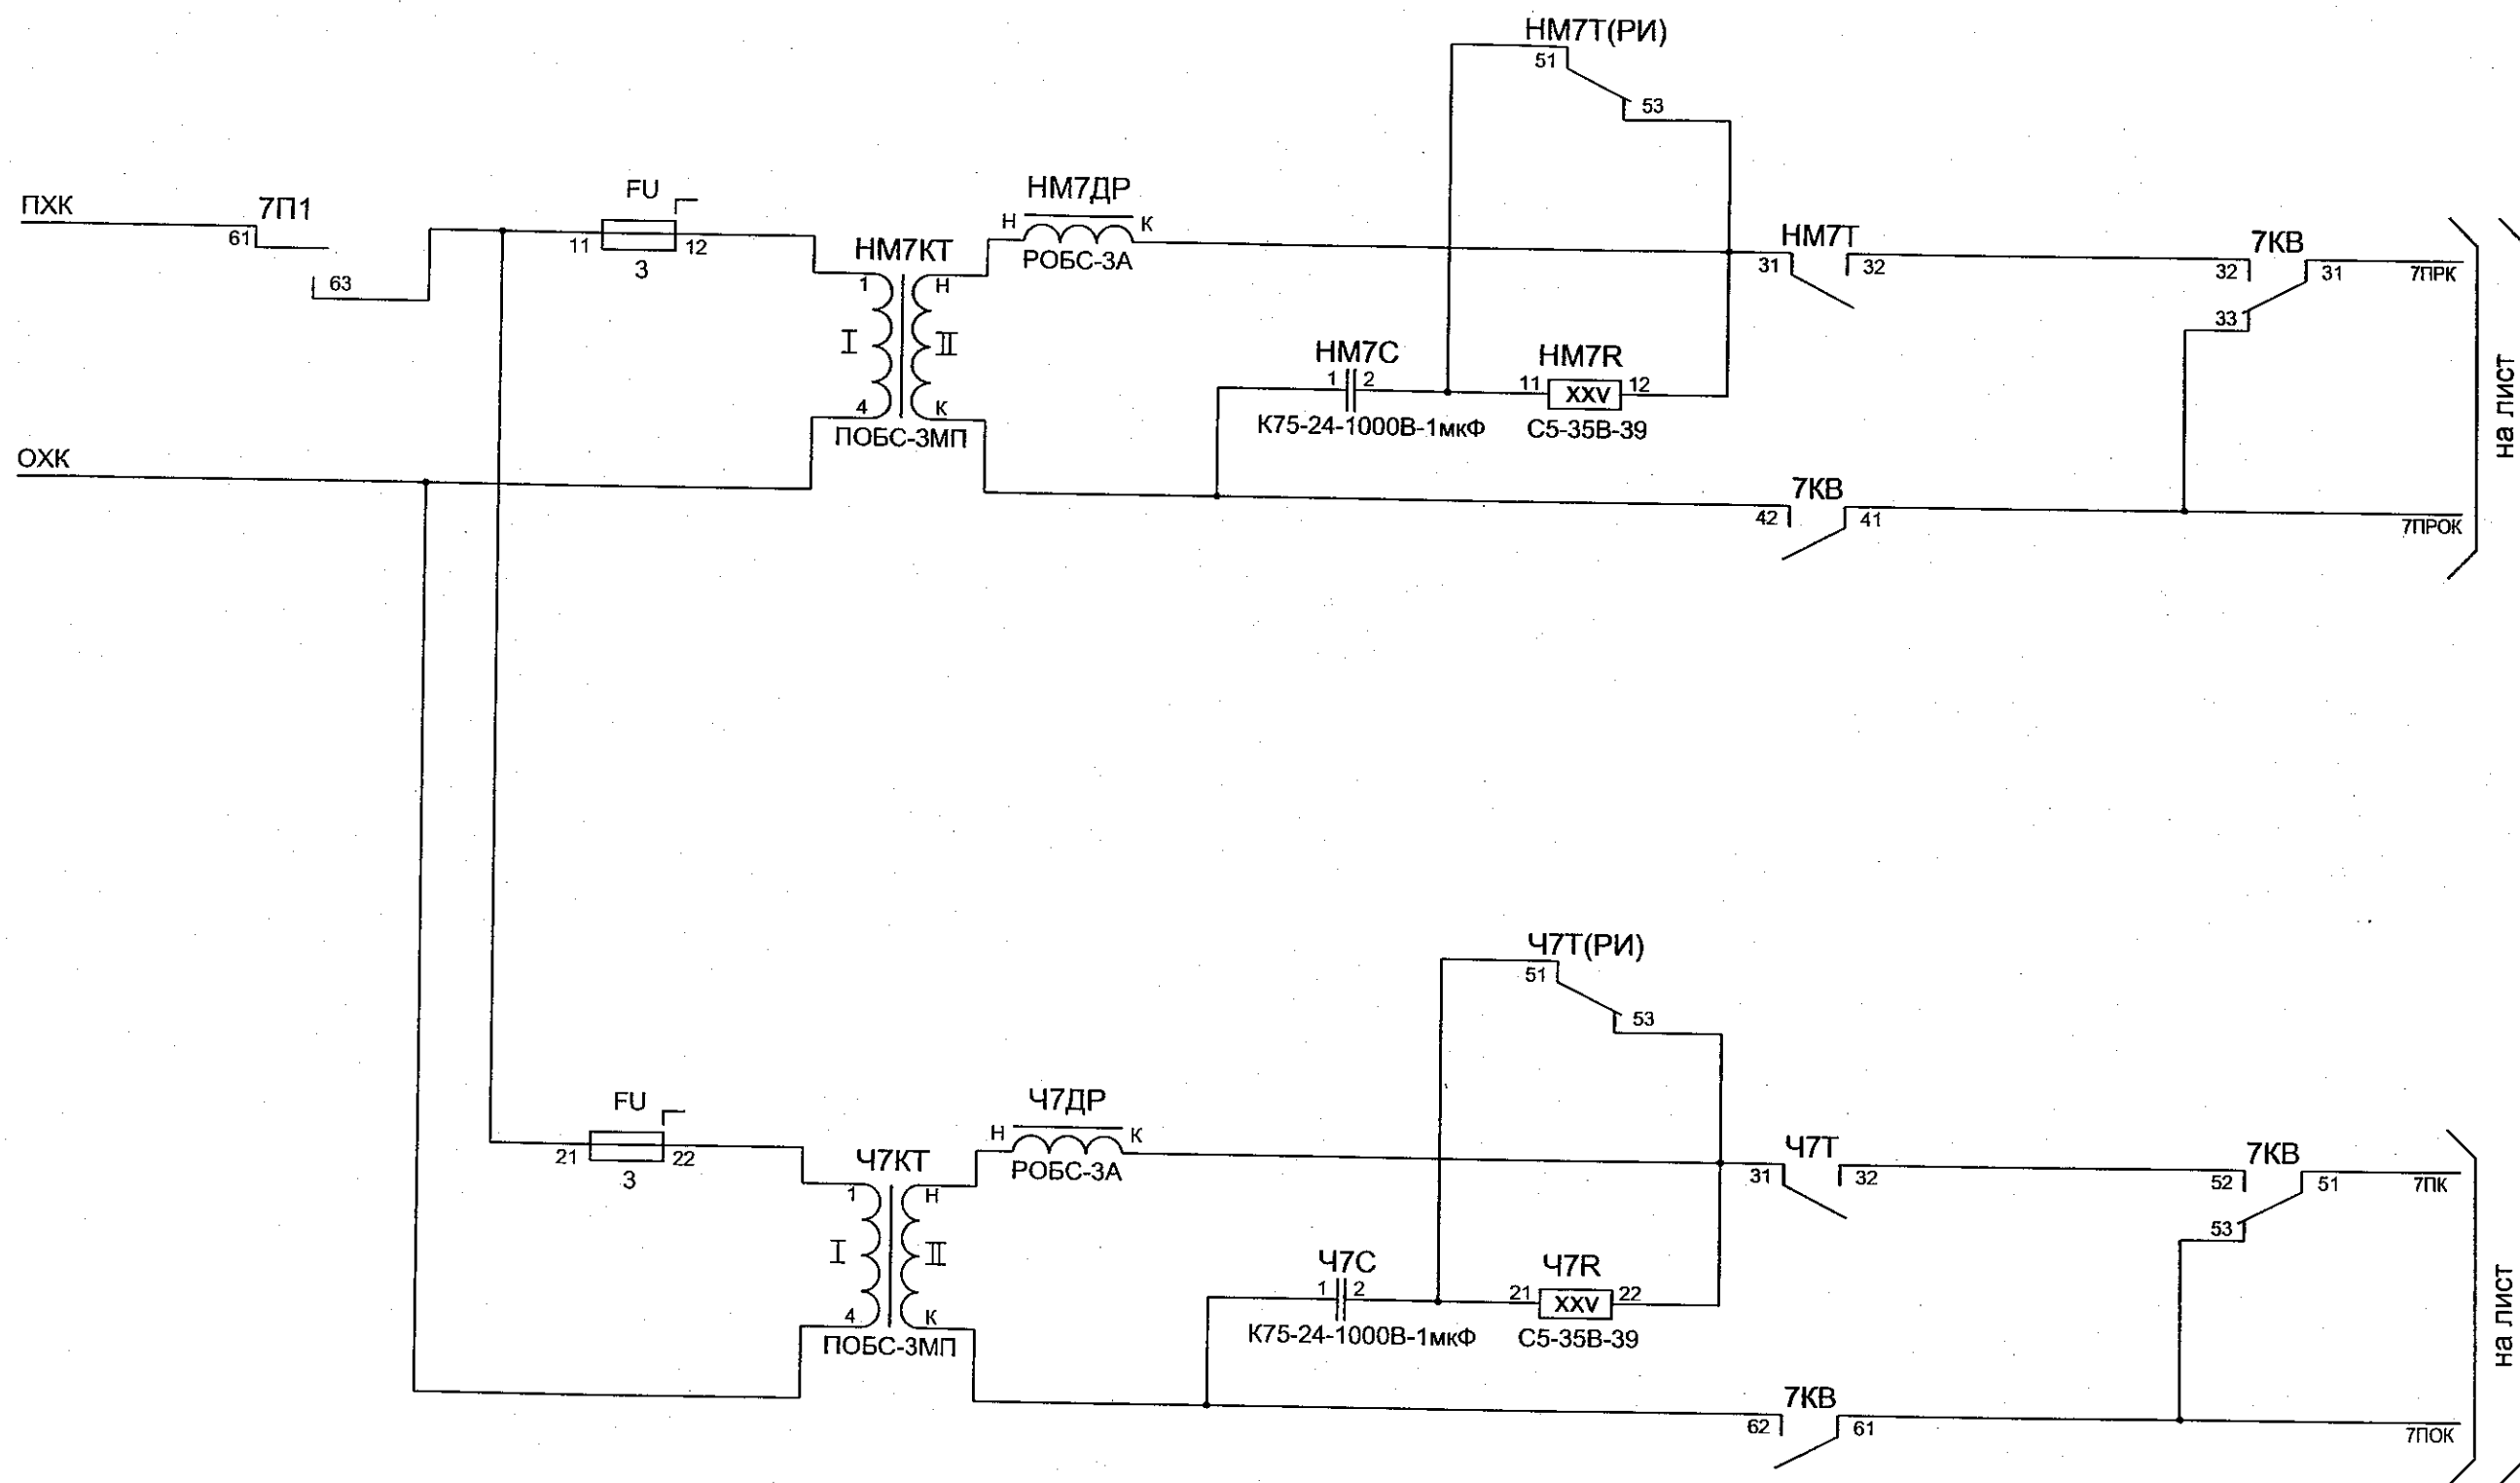 НМ7Т(РИ)
51
53
ПХК
7П1
61
63
FU
11
12
3
НМ7ДР
Н
К
РОБС-3А
НМ7КТ
1
Н
I
II
4
К
ПОБС-3МП
НМ7Т
31
32
7КВ
32
31
7ПРК
33
НМ7С
1
2
К75-24-1000В-1мкФ
НМ7R
11
XXV
12
С5-35В-39
на лист
ОХК
7КВ
42
41
7ПРОК
Ч7Т(РИ)
51
53
FU
21
22
3
Ч7ДР
Н
К
РОБС-3А
Ч7КТ
1
Н
I
II
4
К
ПОБС-3МП
Ч7Т
31
32
7КВ
52
51
7ПК
53
Ч7С
1
2
К75-24-1000В-1мкФ
Ч7R
21
XXV
22
С5-35В-39
на лист
7КВ
62
61
7ПОК